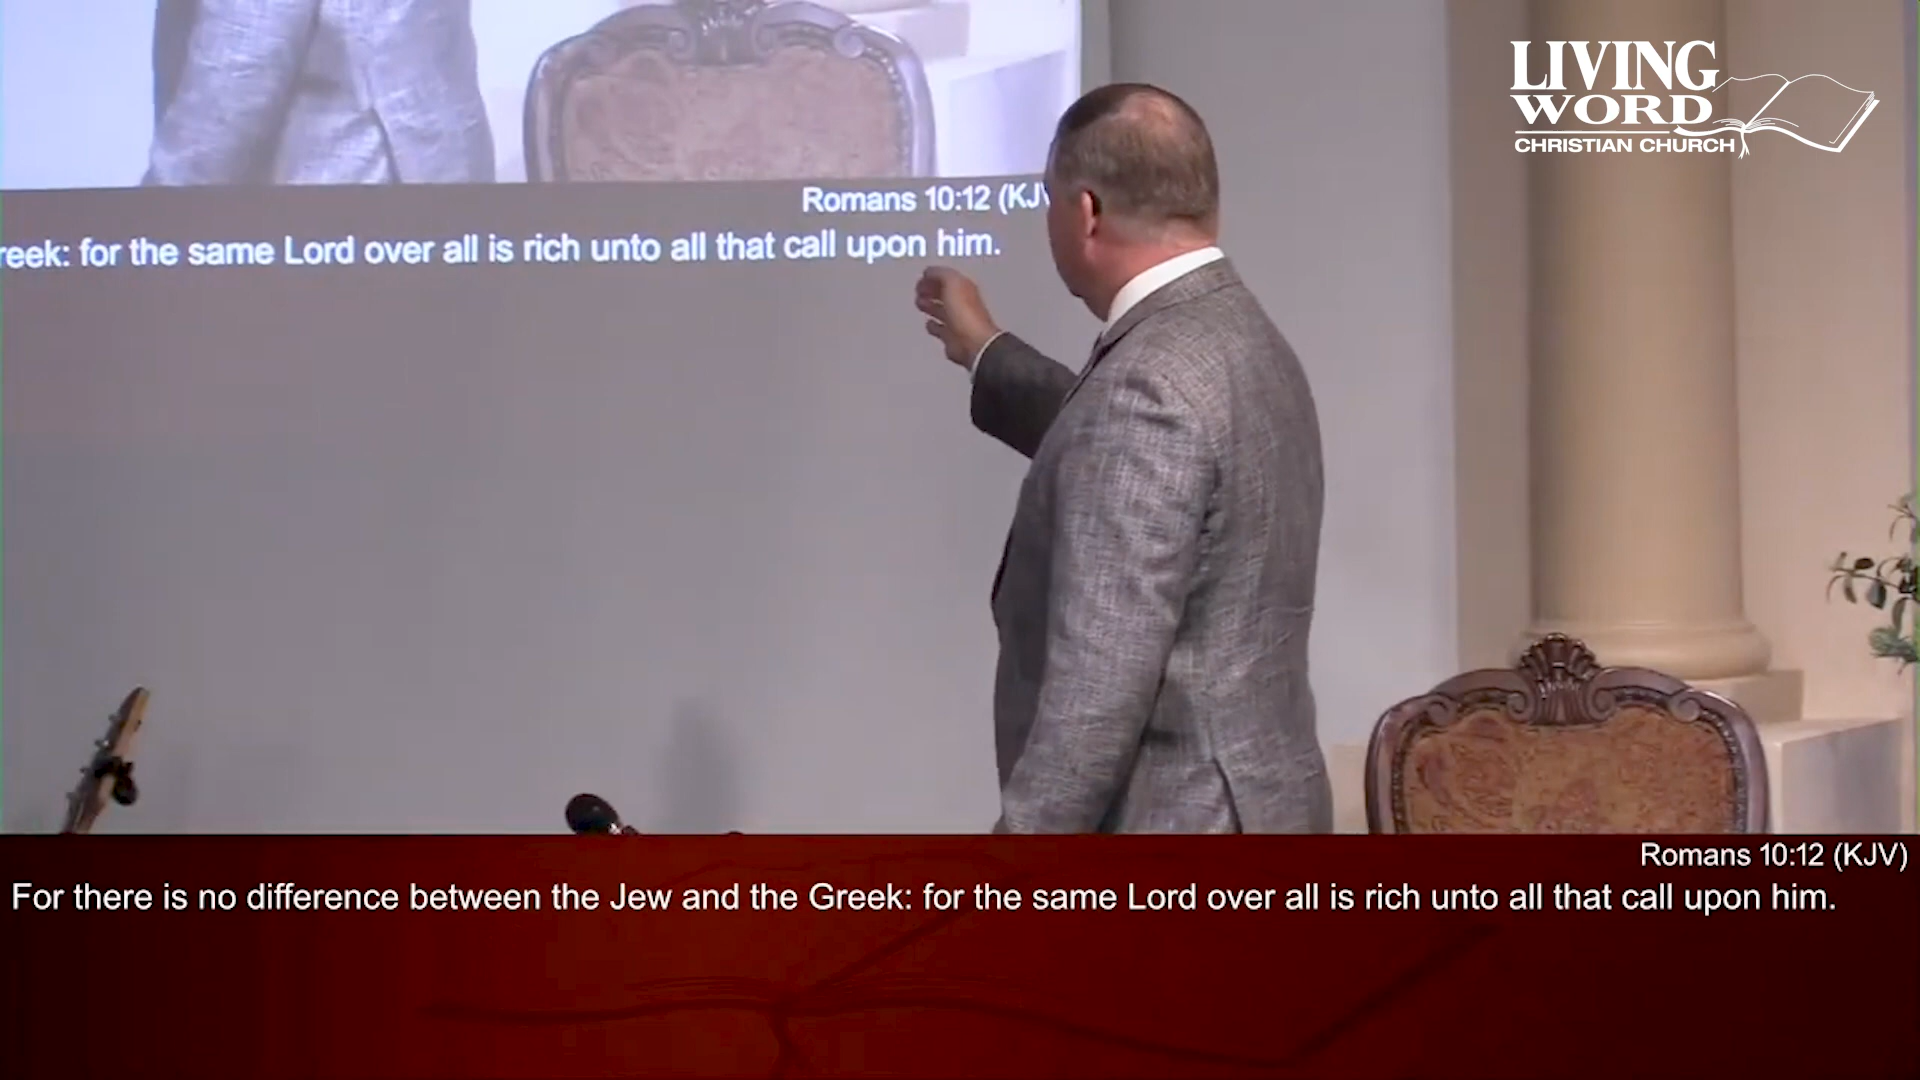 LIVING
WORD
CHRISTIAN CHURCH
Romans 10:12 (KJV
reek: for the same Lord over all is rich unto all that call upon him.
Romans 10:12 (KJV)
For there is no difference between the Jew and the Greek: for the same Lord over all is rich unto all that call upon him.